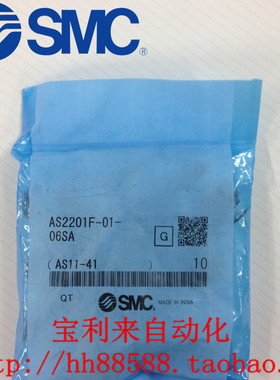 SMC
AS2201F-01-
06SA
G
(AS11-41) 10
QT SMC MADE IN INDIA
宝利来自动化
http://hh88588.taobao